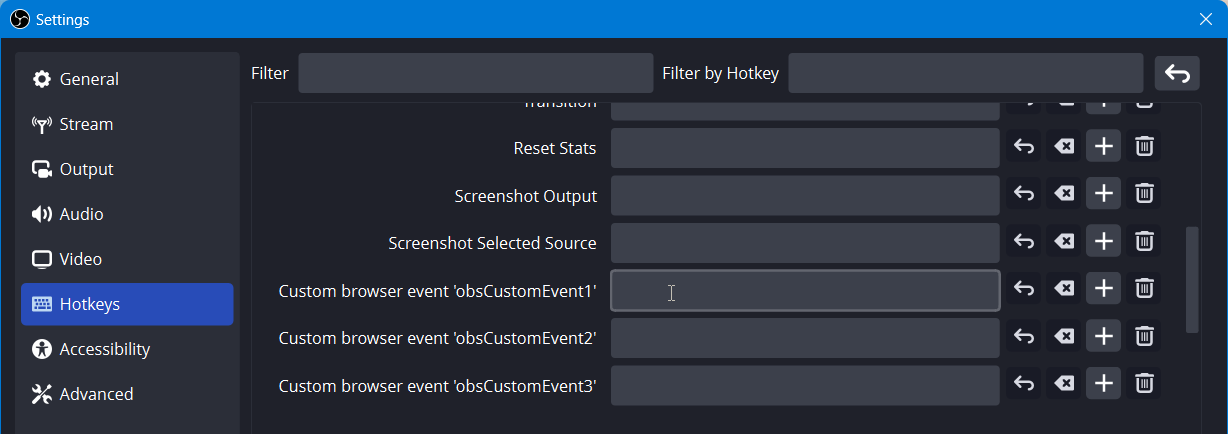 Settings
General
Stream
Output
Audio
Video
Hotkeys
Accessibility
Advanced
Filter
Filter by Hotkey
Transition
Reset Stats
Screenshot Output
Screenshot Selected Source
Custom browser event 'obsCustomEvent1'
Custom browser event 'obsCustomEvent2'
Custom browser event 'obsCustomEvent3'